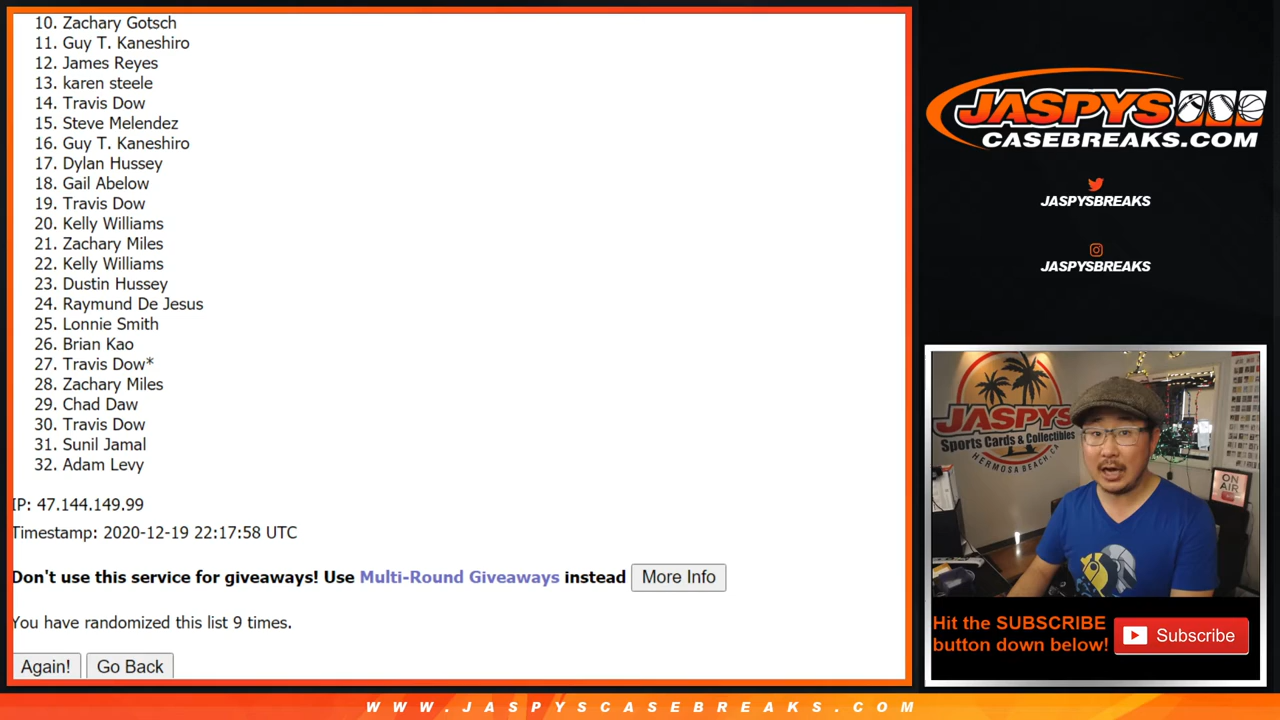 10. Zachary Gotsch
11. Guy T. Kaneshiro
12. James Reyes
13. karen steele
14. Travis Dow
15. Steve Melendez
16. Guy T. Kaneshiro
17. Dylan Hussey
18. Gail Abelow
19. Travis Dow
20. Kelly Williams
21. Zachary Miles
22. Kelly Williams
23. Dustin Hussey
24. Raymund De Jesus
25. Lonnie Smith
26. Brian Kao
27. Travis Dow*
28. Zachary Miles
29. Chad Daw
30. Travis Dow
31. Sunil Jamal
32. Adam Levy
IP: 47.144.149.99
Timestamp: 2020-12-19 22:17:58 UTC
Don't use this service for giveaways! Use Multi-Round Giveaways instead More Info
You have randomized this list 9 times.
Again! Go Back
JASPYS
CASEBREAKS.COM
JASPYSBREAKS
JASPYSBREAKS
JASPYS
Sports Cards & Collectibles
HERMOSA BEACH, CA
ON
AIR
Hit the SUBSCRIBE
button down below!
Subscribe
WWW.JASPYSCASEBREAKS.COM